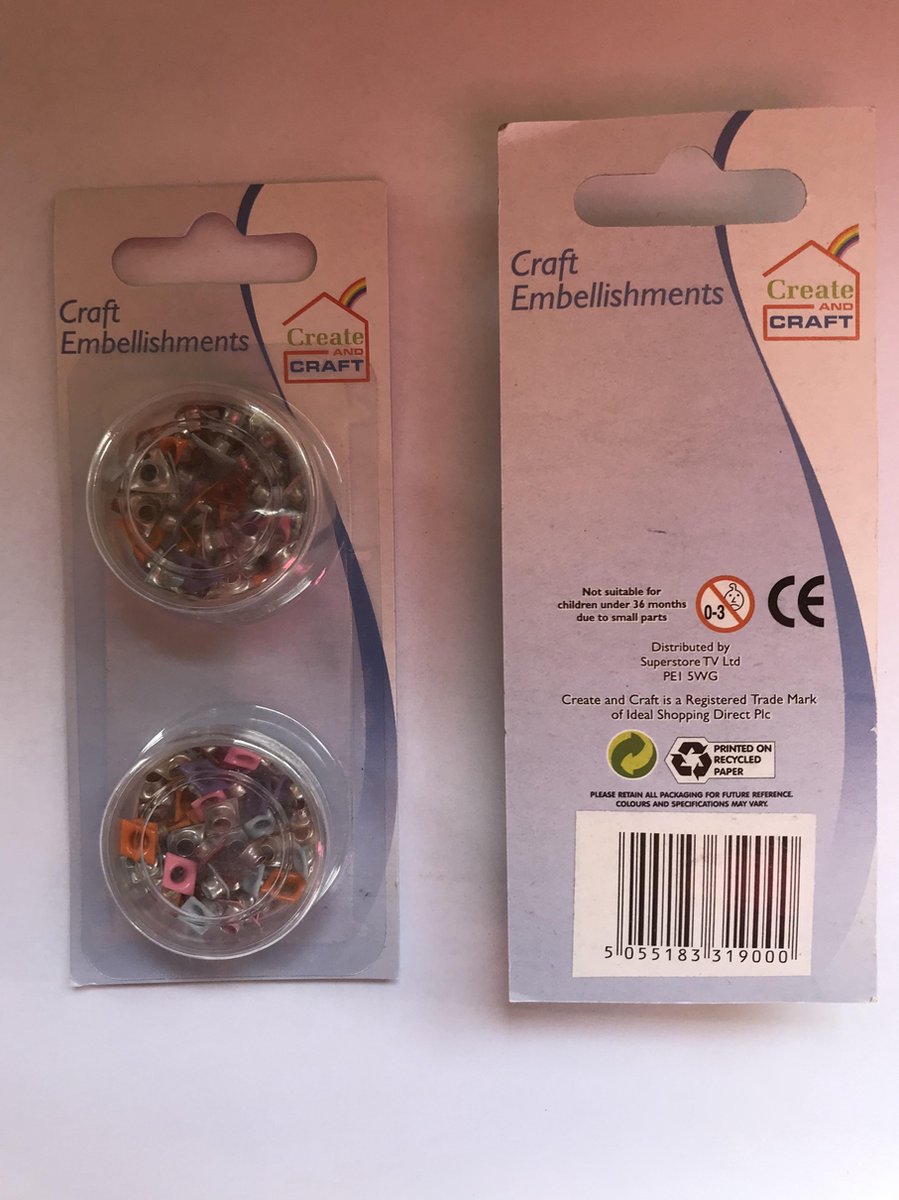 Craft
Embellishments
Create
AND
CRAFT
Craft
Embellishments
Create
AND
CRAFT
Not suitable for
children under 36 months
due to small parts
0-3
CE
Distributed by
Superstore TV Ltd
PE1 5WG
Create and Craft is a Registered Trade Mark
of Ideal Shopping Direct Plc
PRINTED ON
RECYCLED
PAPER
PLEASE RETAIN ALL PACKAGING FOR FUTURE REFERENCE.
COLOURS AND SPECIFICATIONS MAY VARY.
5 055183 319000